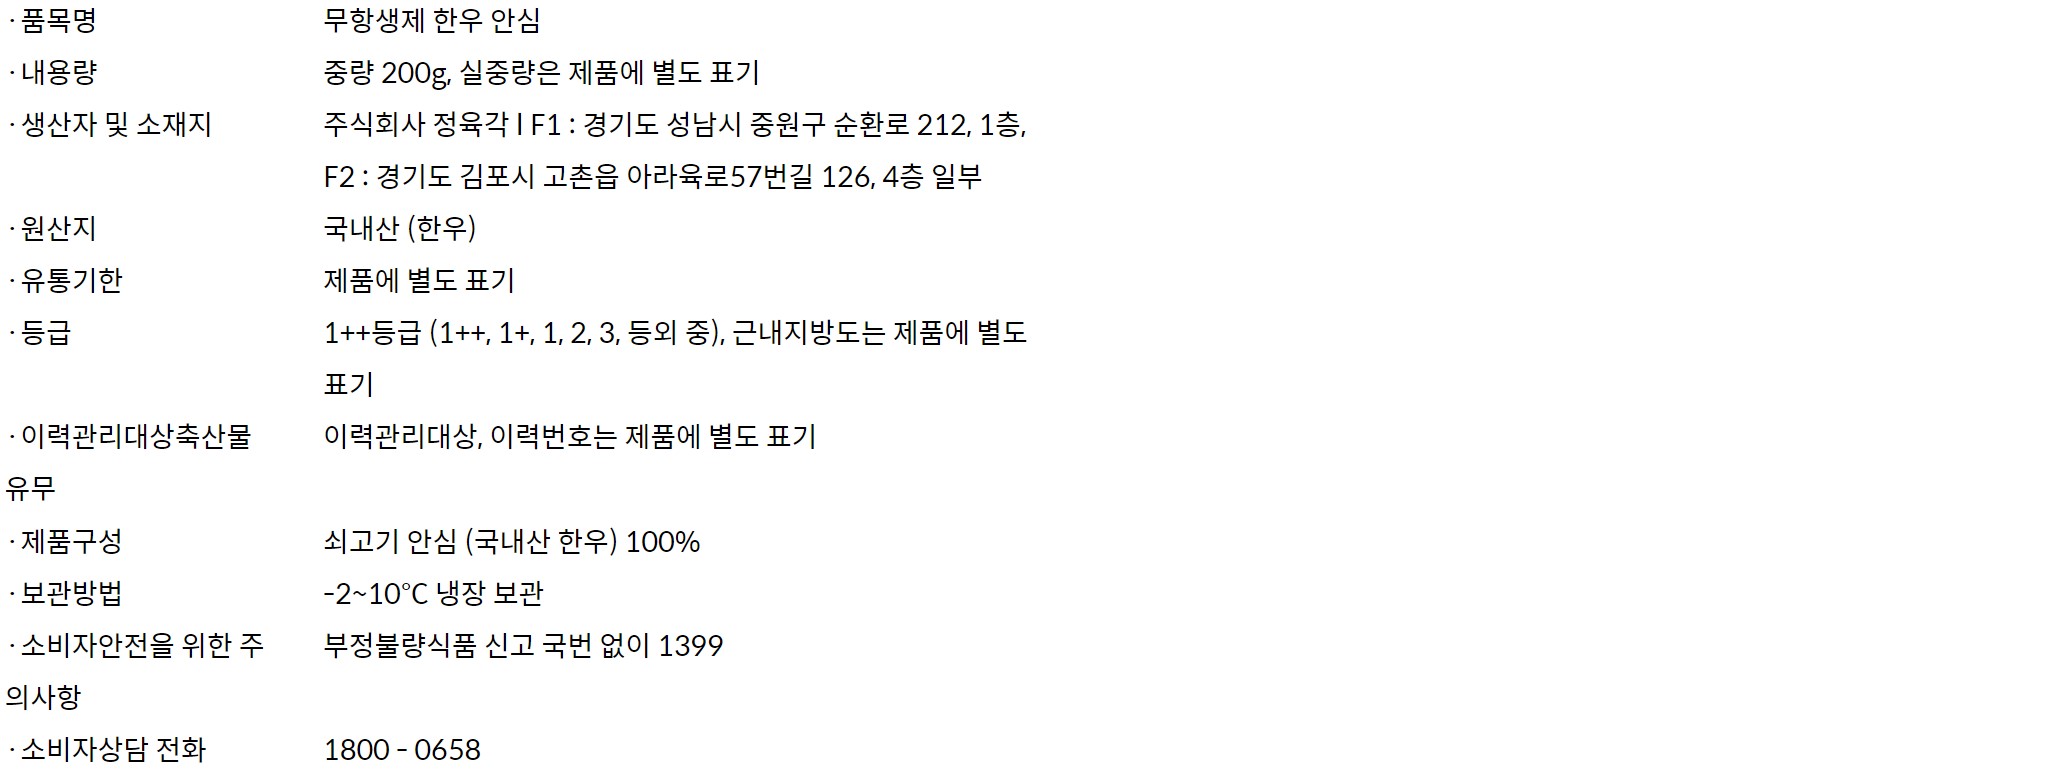 · 품목명 무항생제 한우 안심
· 내용량 중량 200g, 실중량은 제품에 별도 표기
· 생산자 및 소재지 주식회사 정육각 l F1 : 경기도 성남시 중원구 순환로 212, 1층,
F2 : 경기도 김포시 고촌읍 아라육로57번길 126, 4층 일부
· 원산지 국내산 (한우)
· 유통기한 제품에 별도 표기
· 등급 1++등급 (1++, 1+, 1, 2, 3, 등외 중), 근내지방도는 제품에 별도
표기
· 이력관리대상축산물 이력관리대상, 이력번호는 제품에 별도 표기
유무
· 제품구성 쇠고기 안심 (국내산 한우) 100%
· 보관방법 -2~10℃ 냉장 보관
· 소비자안전을 위한 주 부정불량식품 신고 국번 없이 1399
의사항
· 소비자상담 전화 1800 - 0658